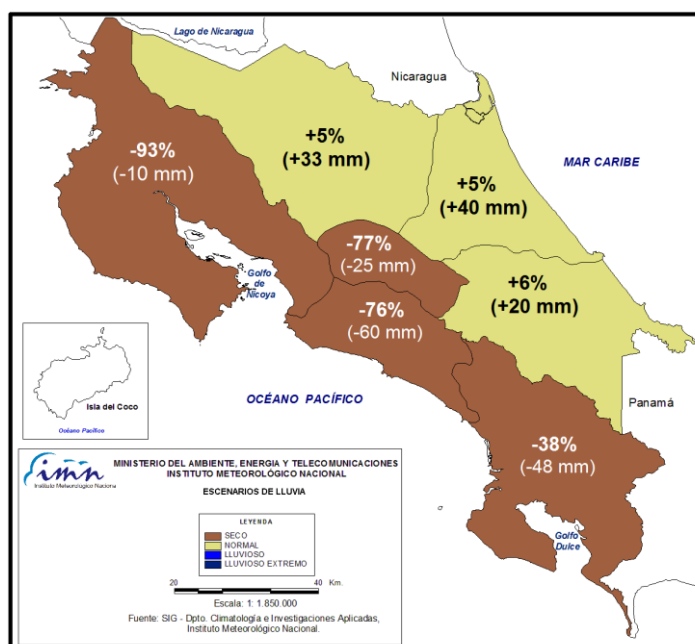 Lago de Nicaragua
Nicaragua
+5%
(+33 mm)
-93%
(-10 mm)
MAR CARIBE
+5%
(+40 mm)
-77%
(-25 mm)
+6%
(+20 mm)
Golfo
de
Nicoya
-76%
(-60 mm)
Isla del Coco
Océano Pacífico
OCÉANO PACÍFICO
Panamá
-38%
(-48 mm)
Golfo
Dulce
imn
Instituto Meteorológico Nacional
MINISTERIO DEL AMBIENTE, ENERGIA Y TELECOMUNICACIONES
INSTITUTO METEOROLÓGICO NACIONAL
ESCENARIOS DE LLUVIA
LEYENDA
SECO
NORMAL
LLUVIOSO
LLUVIOSO EXTREMO
20 0 40 Km.
Escala: 1: 1.850.000
Fuente: SIG - Dpto. Climatología e Investigaciones Aplicadas,
Instituto Meteorológico Nacional.